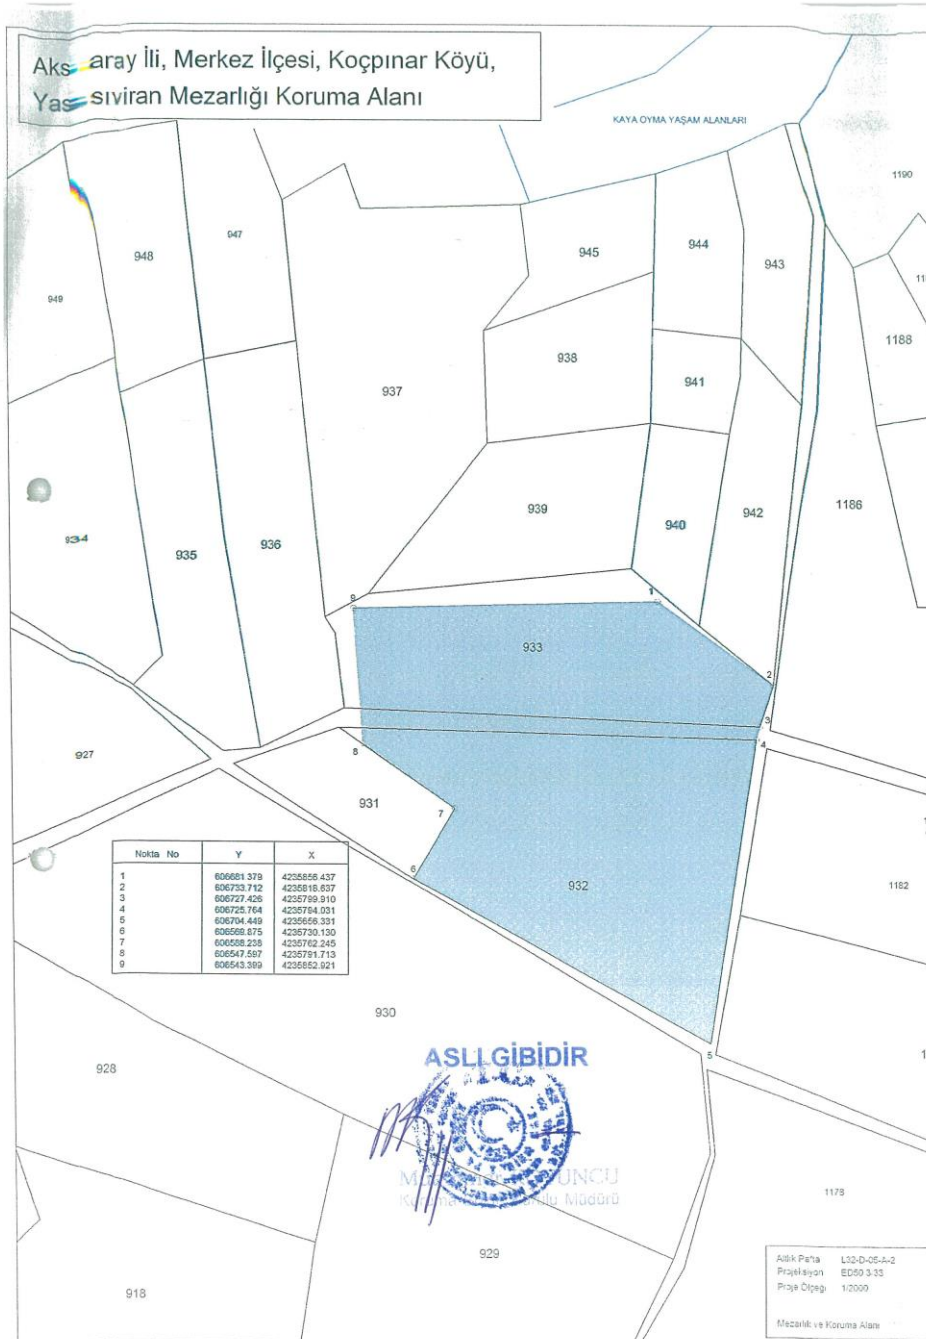 Aksaray İli, Merkez İlçesi, Koçpınar Köyü,
Yassıviran Mezarlığı Koruma Alanı
KAYA OYMA YAŞAM ALANLARI
1190
947
948
945
944
943
949
1188
938
941
937
939
940
942
1186
934
935
936
9
1
933
2
3
4
927
8
931
7
6
932
1182
Nokta No Y X
1 606681.379 4235856.437
2 606733.712 4235818.637
3 606727.426 4235799.910
4 606725.764 4235794.031
5 606704.449 4235656.331
6 606569.875 4235730.130
7 606588.238 4235762.245
8 606547.597 4235791.713
9 606543.399 4235852.921
930
ASLI GİBİDİR
5
928
Müdürü
1178
929
918
Altlık Pafta L32-D-05-A-2
Projeksiyon ED50 3-33
Proje Ölçeği 1/2000
Mezarlık ve Koruma Alanı